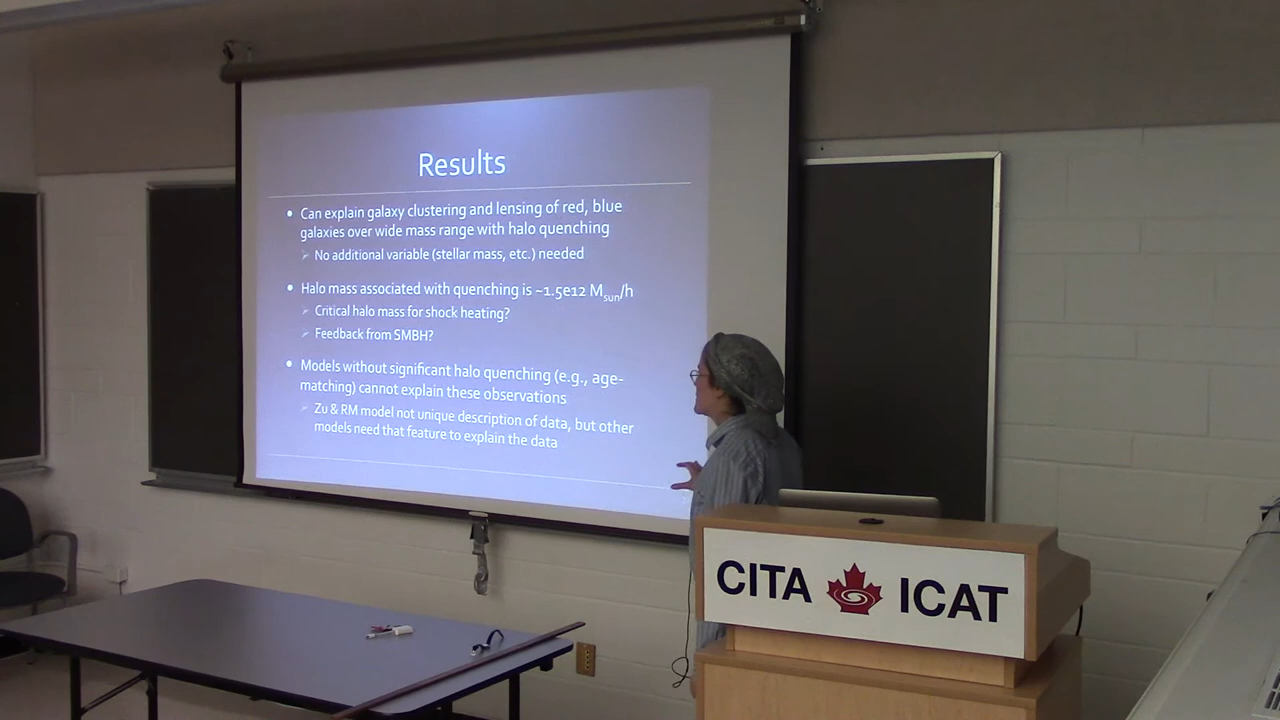 Results
• Can explain galaxy clustering and lensing of red, blue
galaxies over wide mass range with halo quenching
➢ No additional variable (stellar mass, etc.) needed
• Halo mass associated with quenching is ~1.5e12 Msun/h
➢ Critical halo mass for shock heating?
➢ Feedback from SMBH?
• Models without significant halo quenching (e.g., age-
matching) cannot explain these observations
➢ Zu & RM model not unique description of data, but other
models need that feature to explain the data
CITA ICAT